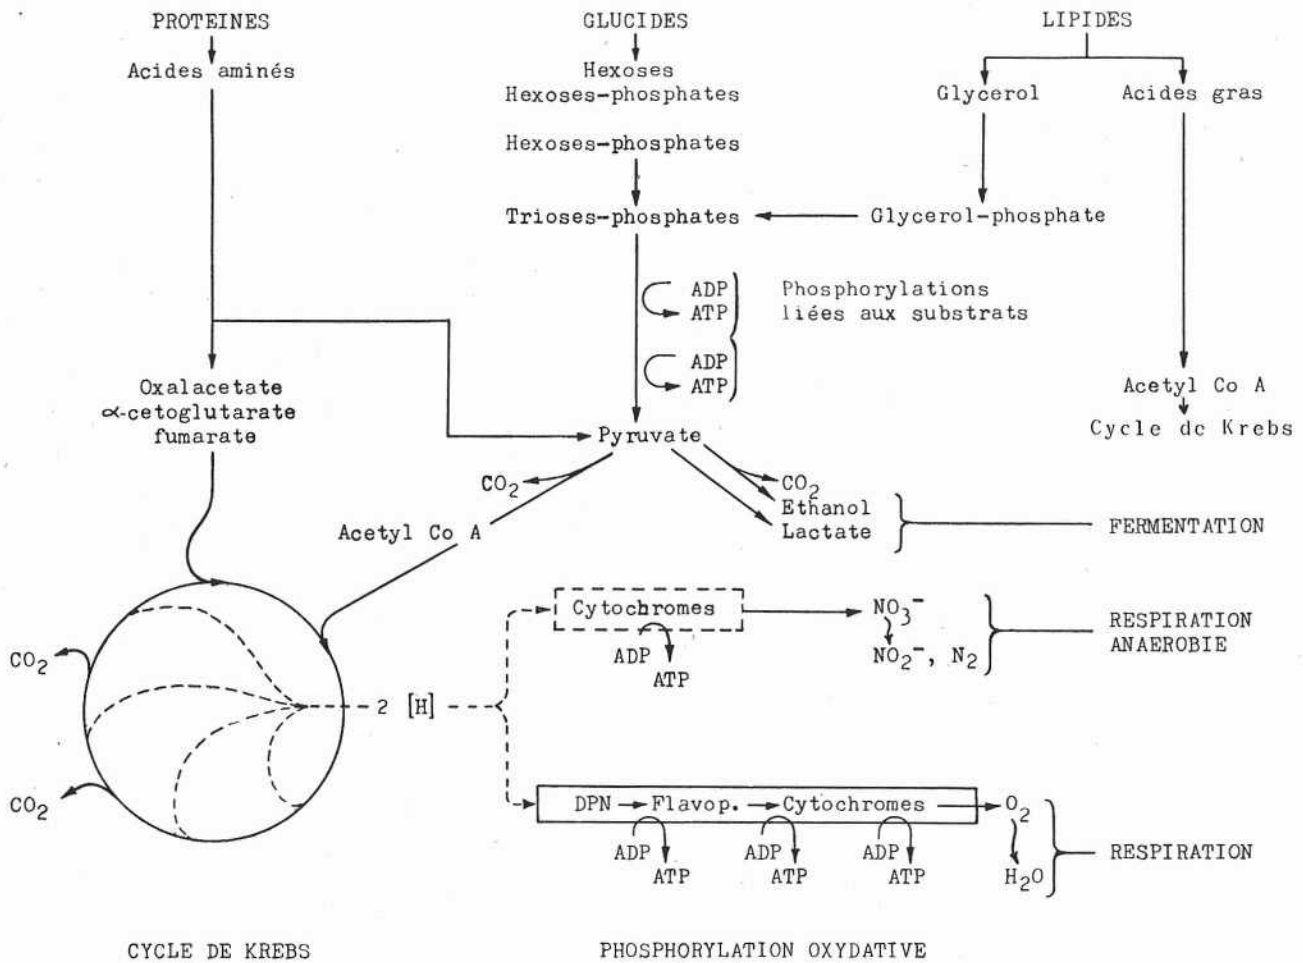 PROTEINES
GLUCIDES
LIPIDES
Acides aminés
Hexoses
Hexoses-phosphates
Glycerol
Acides gras
Hexoses-phosphates
Trioses-phosphates
Glycerol-phosphate
ADP
ATP
Phosphorylations
liées aux substrats
ADP
ATP
Oxalacetate
α-cetoglutarate
fumarate
Acetyl Co A
Cycle de Krebs
Pyruvate
CO2
CO2
Ethanol
Lactate
FERMENTATION
Acetyl Co A
Cytochromes
ADP
ATP
NO3-
NO2-, N2
RESPIRATION
ANAEROBIE
CO2
2 [H]
CO2
DPN
Flavop.
Cytochromes
O2
ADP
ATP
ADP
ATP
ADP
ATP
H2O
RESPIRATION
CYCLE DE KREBS
PHOSPHORYLATION OXYDATIVE